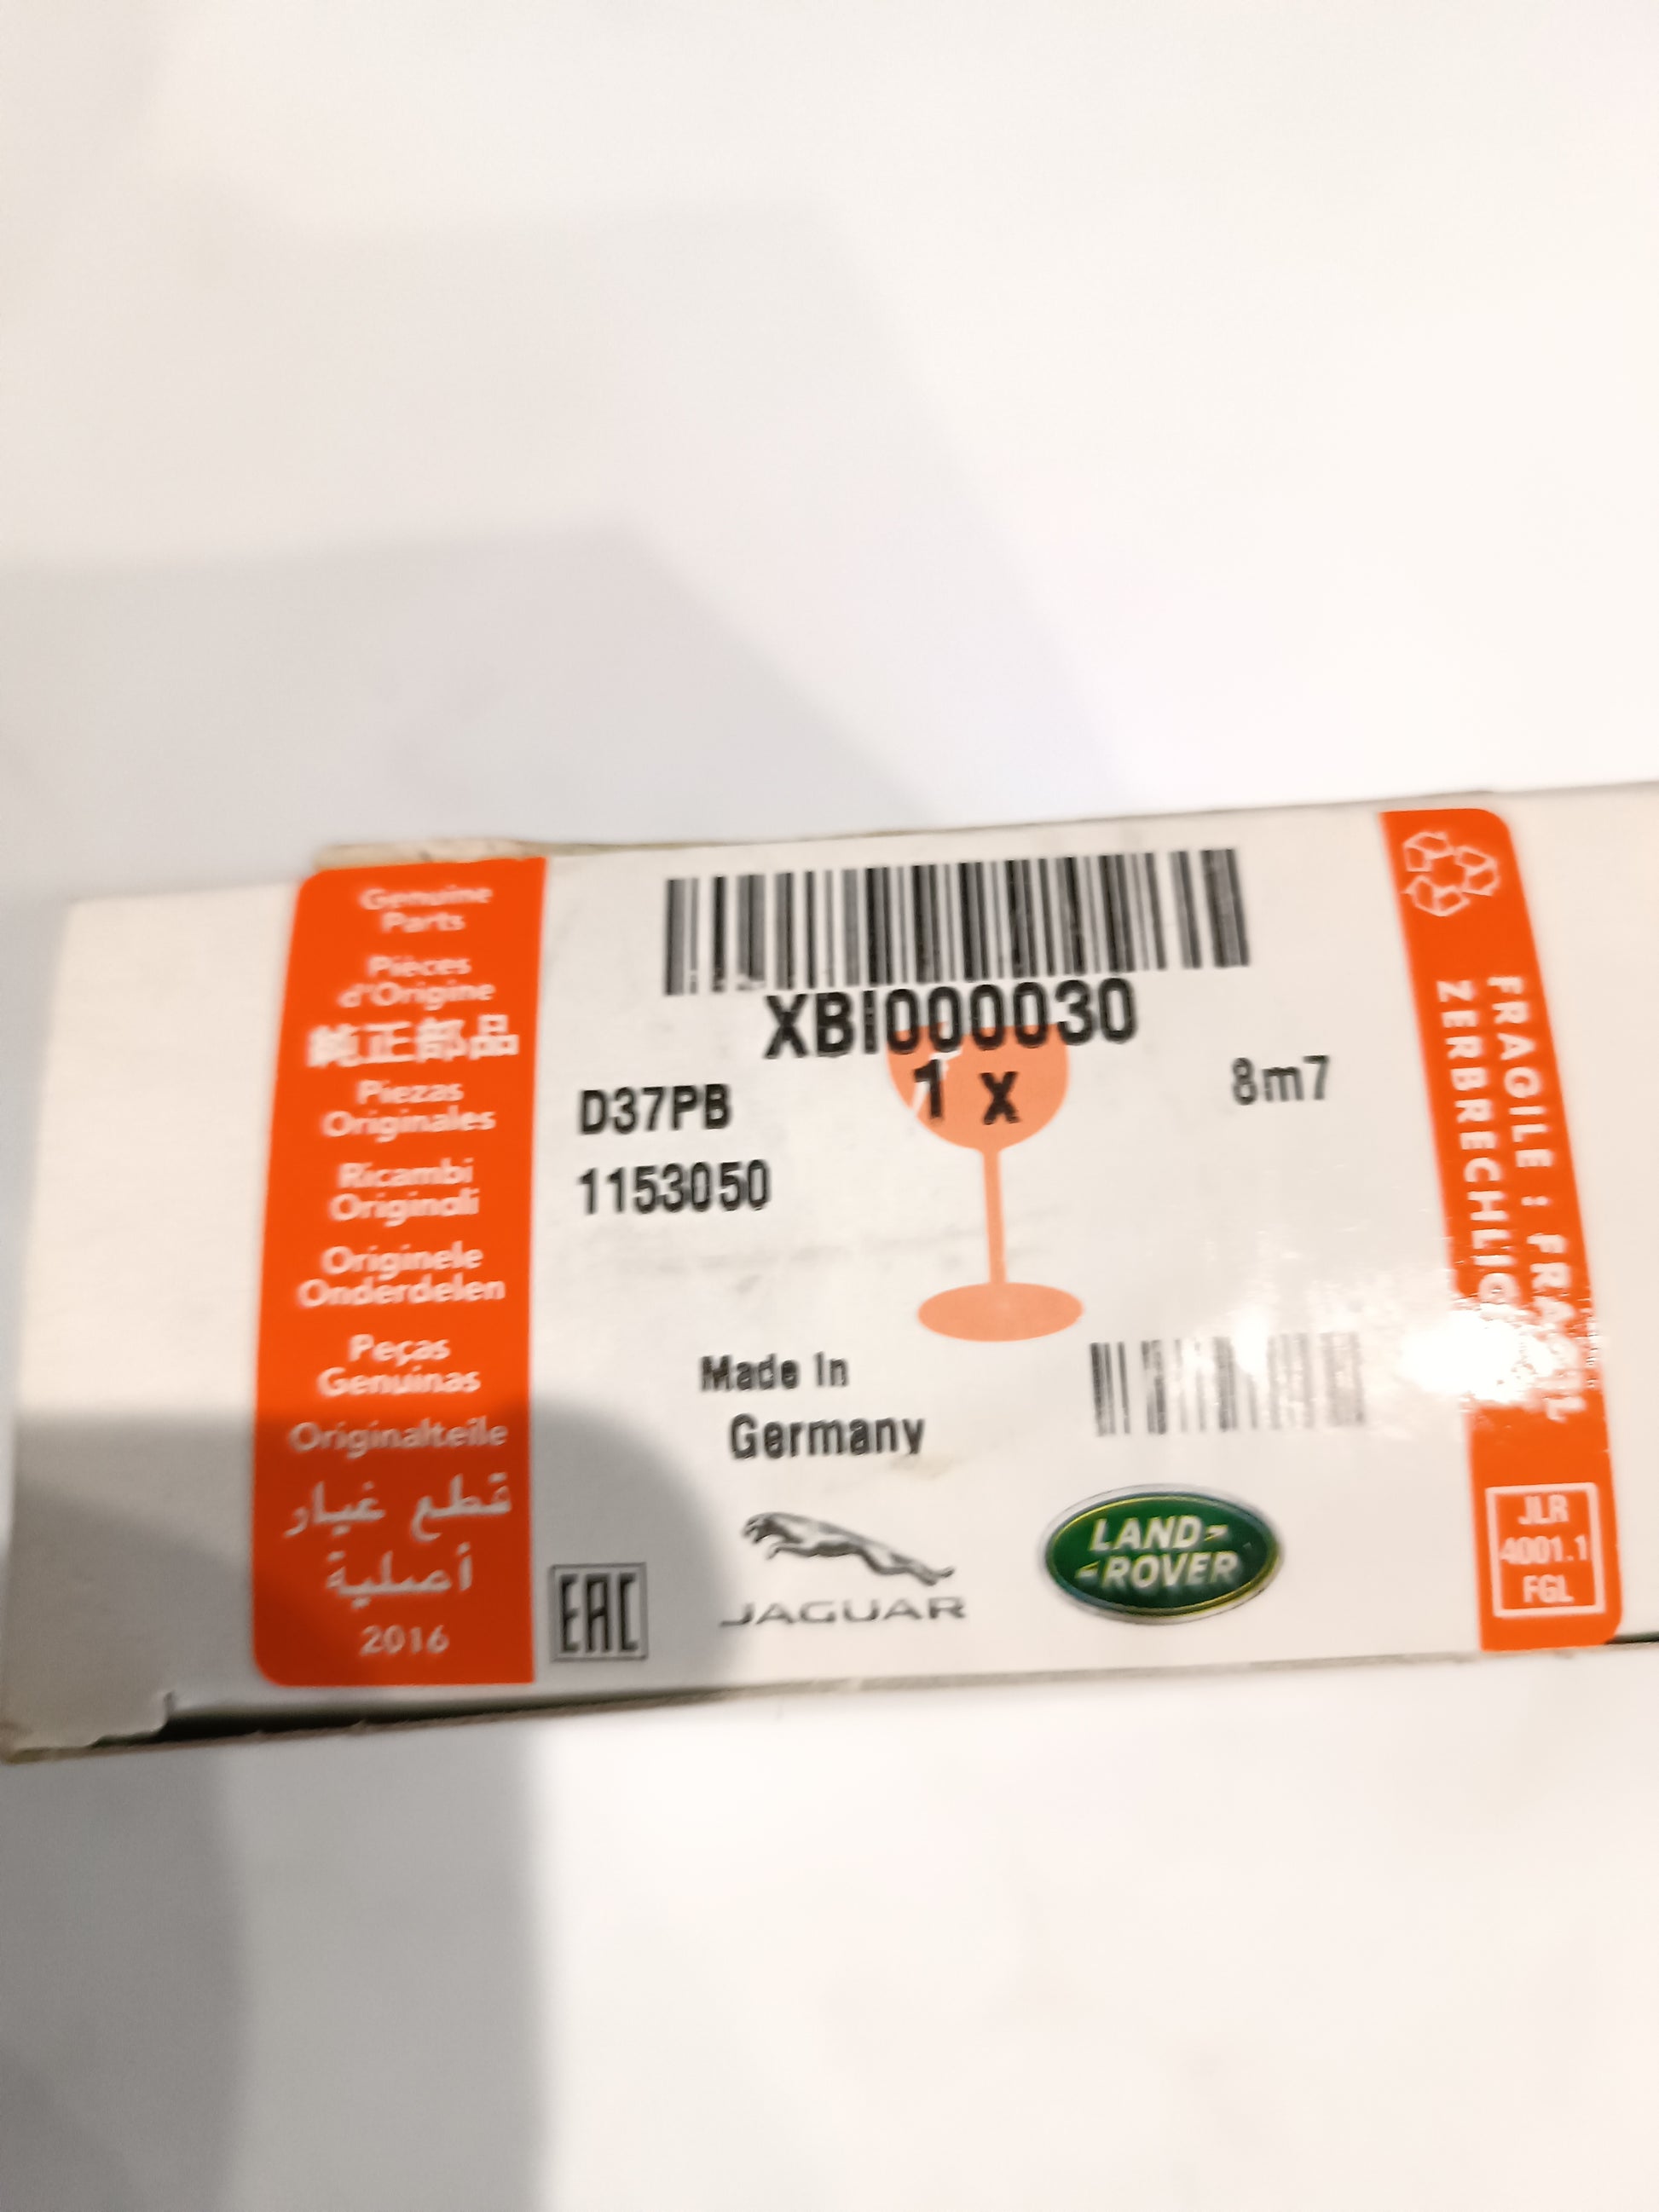 Genuine
Parts
Pièces
d'Origine
純正部品
Piezas
Originales
Ricambi
Originali
Originele
Onderdelen
Peças
Genuínas
Originalteile
قطع غيار
أصلية
2016
XBI000030
1 x
D37PB
8m7
1153050
Made In
Germany
EAC
JAGUAR
LAND-
-ROVER
FRAGILE : FRAGIL
ZERBRECHLICH
JLR
4001.1
FGL